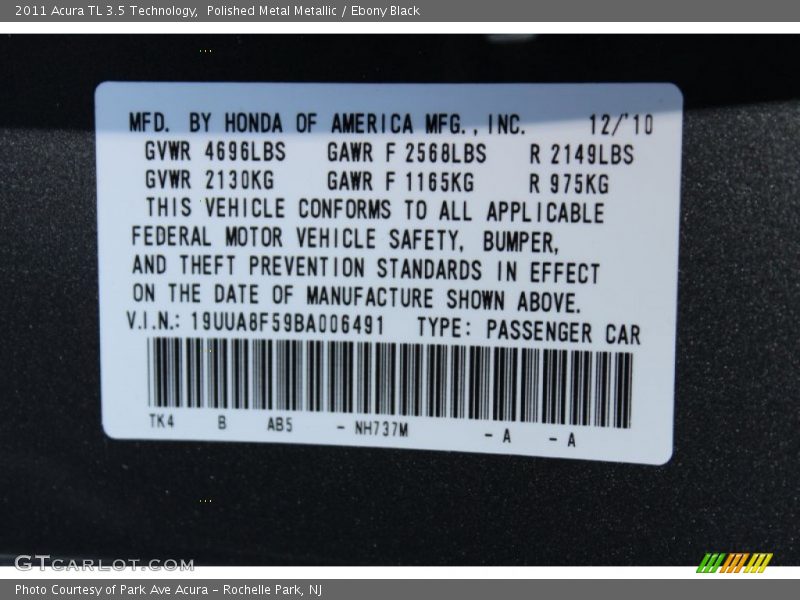 2011 Acura TL 3.5 Technology,  Polished Metal Metallic / Ebony Black
MFD. BY HONDA OF AMERICA MFG., INC. 12/'10
GVWR 4696LBS GAWR F 2568LBS R 2149LBS
GVWR 2130KG GAWR F 1165KG R 975KG
THIS VEHICLE CONFORMS TO ALL APPLICABLE
FEDERAL MOTOR VEHICLE SAFETY, BUMPER,
AND THEFT PREVENTION STANDARDS IN EFFECT
ON THE DATE OF MANUFACTURE SHOWN ABOVE.
V.I.N.: 19UUA8F59BA006491 TYPE: PASSENGER CAR
TK4 B AB5 - NH737M - A - A
GTCARLOT.COM
Photo Courtesy of Park Ave Acura - Rochelle Park, NJ